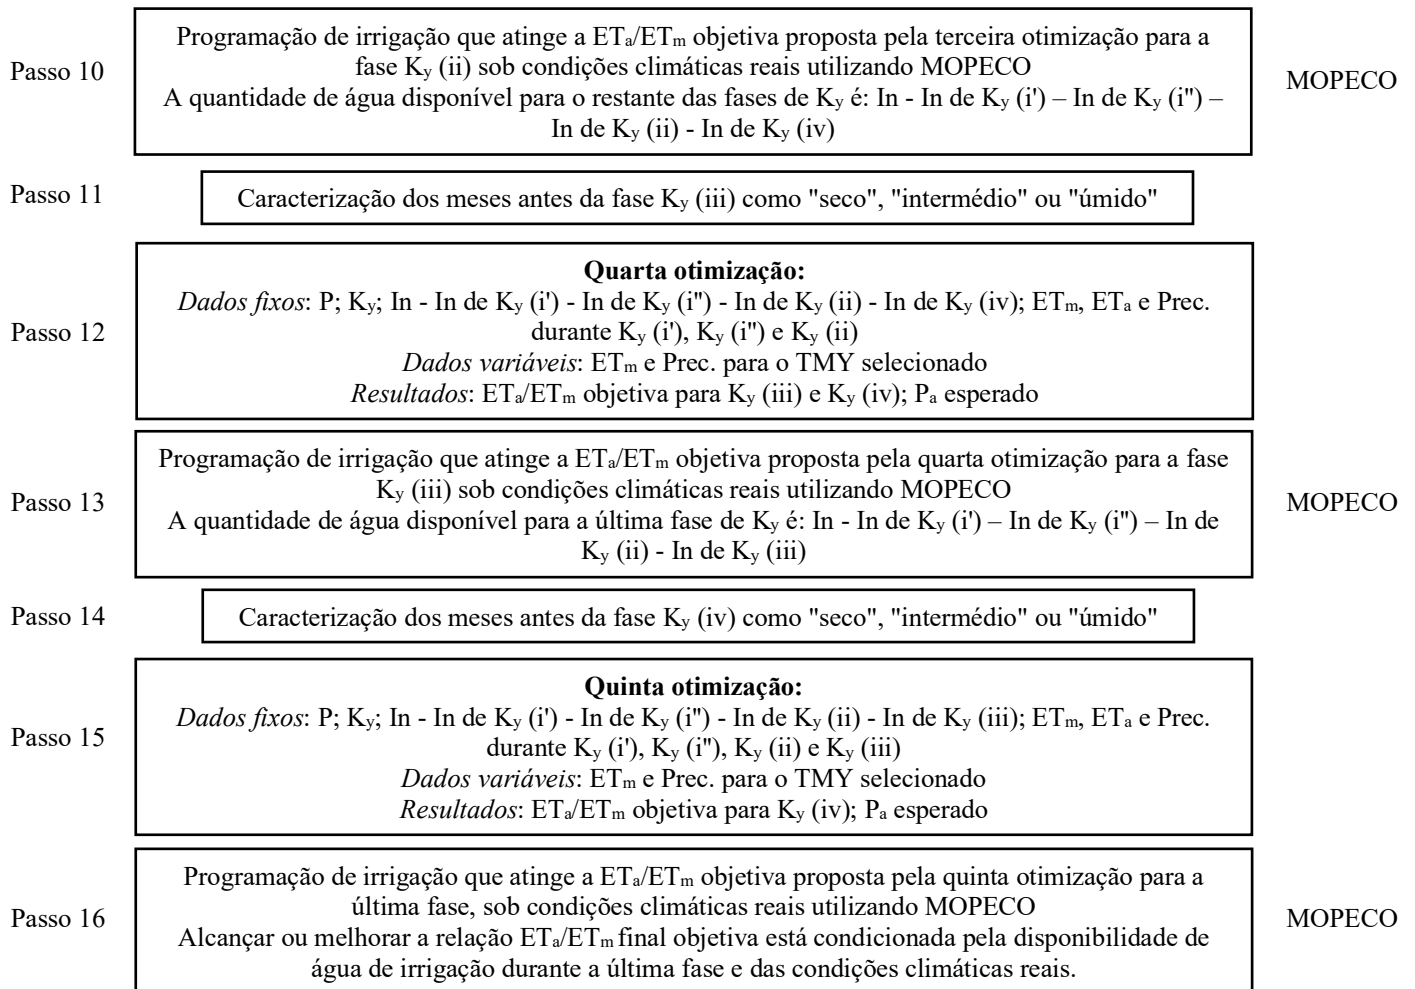 Passo 10
Programação de irrigação que atinge a ETa/ETm objetiva proposta pela terceira otimização para a
fase Ky (ii) sob condições climáticas reais utilizando MOPECO
A quantidade de água disponível para o restante das fases de Ky é: In - In de Ky (i') – In de Ky (i'') –
In de Ky (ii) - In de Ky (iv)
MOPECO
Passo 11
Caracterização dos meses antes da fase Ky (iii) como "seco", "intermédio" ou "úmido"
Passo 12
Quarta otimização:
Dados fixos: P; Ky; In - In de Ky (i') - In de Ky (i'') - In de Ky (ii) - In de Ky (iv); ETm, ETa e Prec.
durante Ky (i'), Ky (i'') e Ky (ii)
Dados variáveis: ETm e Prec. para o TMY selecionado
Resultados: ETa/ETm objetiva para Ky (iii) e Ky (iv); Pa esperado
Passo 13
Programação de irrigação que atinge a ETa/ETm objetiva proposta pela quarta otimização para a fase
Ky (iii) sob condições climáticas reais utilizando MOPECO
A quantidade de água disponível para a última fase de Ky é: In - In de Ky (i') – In de Ky (i'') – In de
Ky (ii) - In de Ky (iii)
MOPECO
Passo 14
Caracterização dos meses antes da fase Ky (iv) como "seco", "intermédio" ou "úmido"
Passo 15
Quinta otimização:
Dados fixos: P; Ky; In - In de Ky (i') - In de Ky (i'') - In de Ky (ii) - In de Ky (iii); ETm, ETa e Prec.
durante Ky (i'), Ky (i''), Ky (ii) e Ky (iii)
Dados variáveis: ETm e Prec. para o TMY selecionado
Resultados: ETa/ETm objetiva para Ky (iv); Pa esperado
Passo 16
Programação de irrigação que atinge a ETa/ETm objetiva proposta pela quinta otimização para a
última fase, sob condições climáticas reais utilizando MOPECO
Alcançar ou melhorar a relação ETa/ETm final objetiva está condicionada pela disponibilidade de
água de irrigação durante a última fase e das condições climáticas reais.
MOPECO